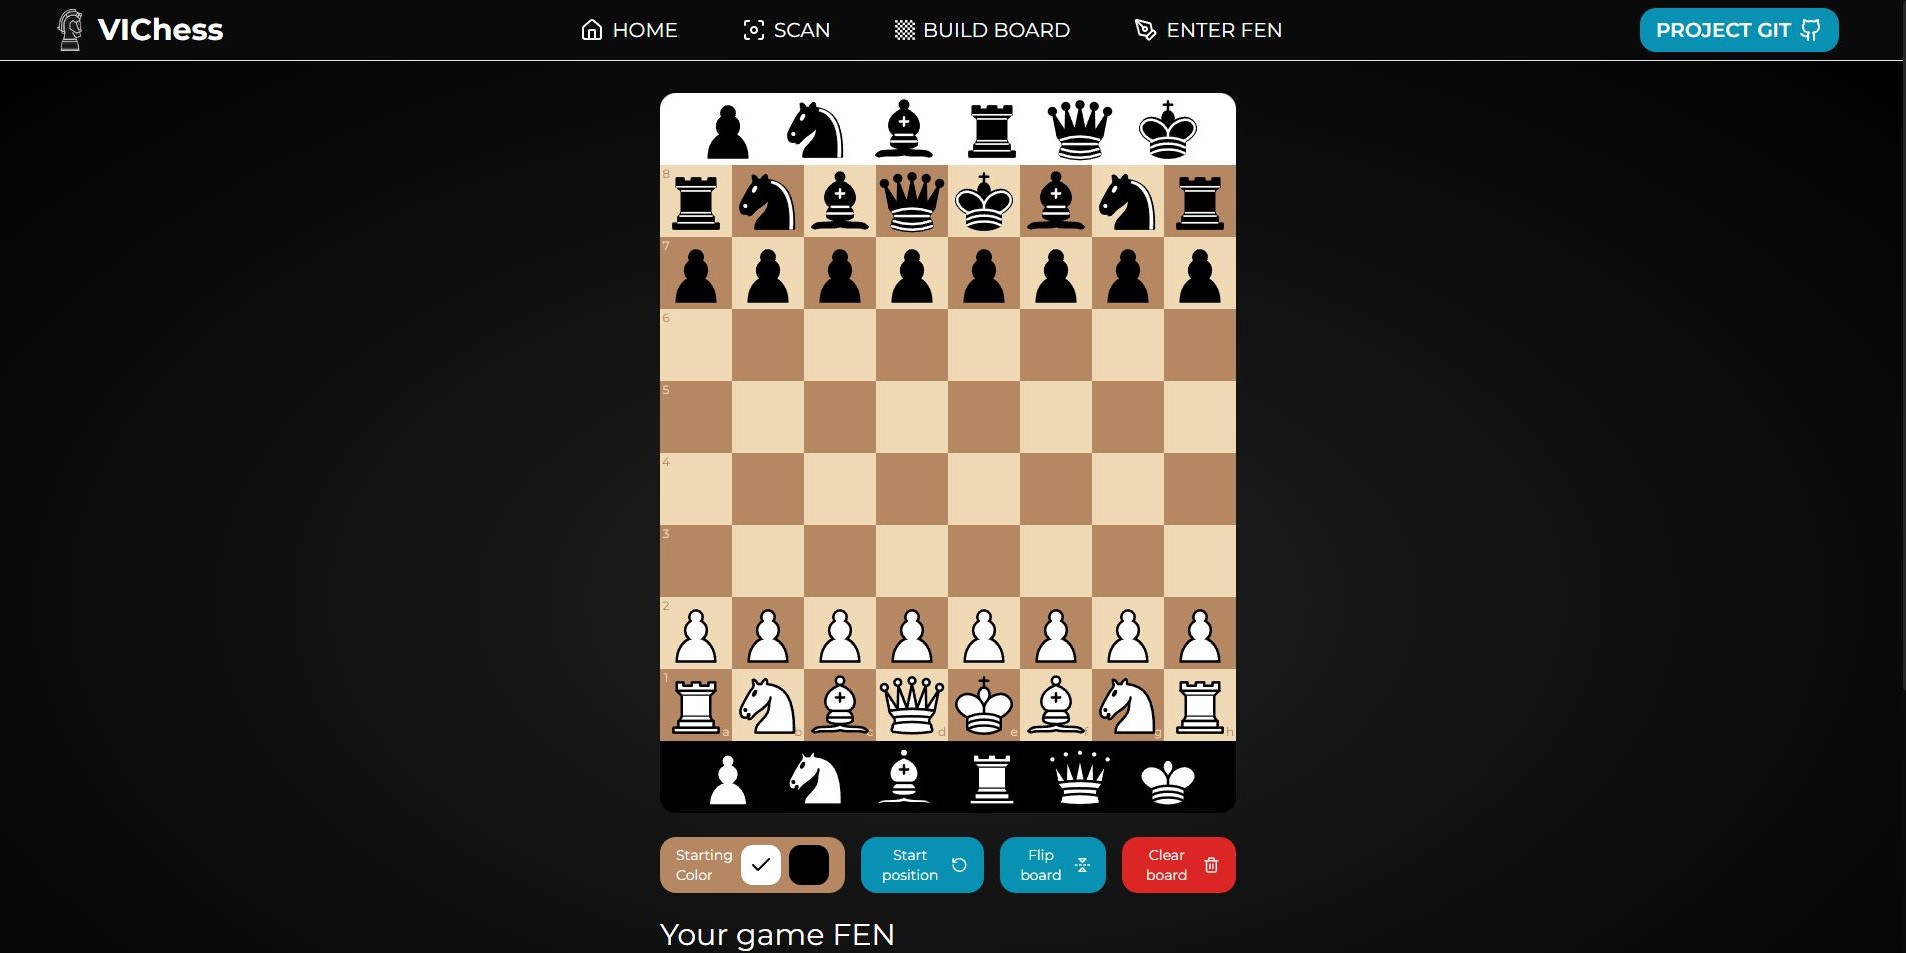 VIChess
HOME
SCAN
BUILD BOARD
ENTER FEN
PROJECT GIT
8
7
6
5
4
3
2
1
a
b
c
d
e
f
g
h
Starting
Color
Start
position
Flip
board
Clear
board
Your game FEN